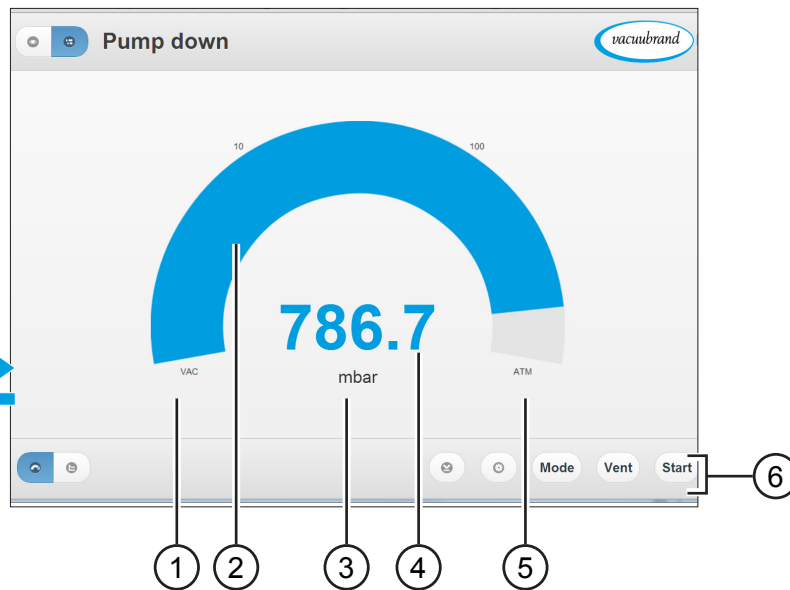 Pump down
vacuubrand
10
100
786.7
mbar
VAC
ATM
Mode
Vent
Start
6
1
2
3
4
5